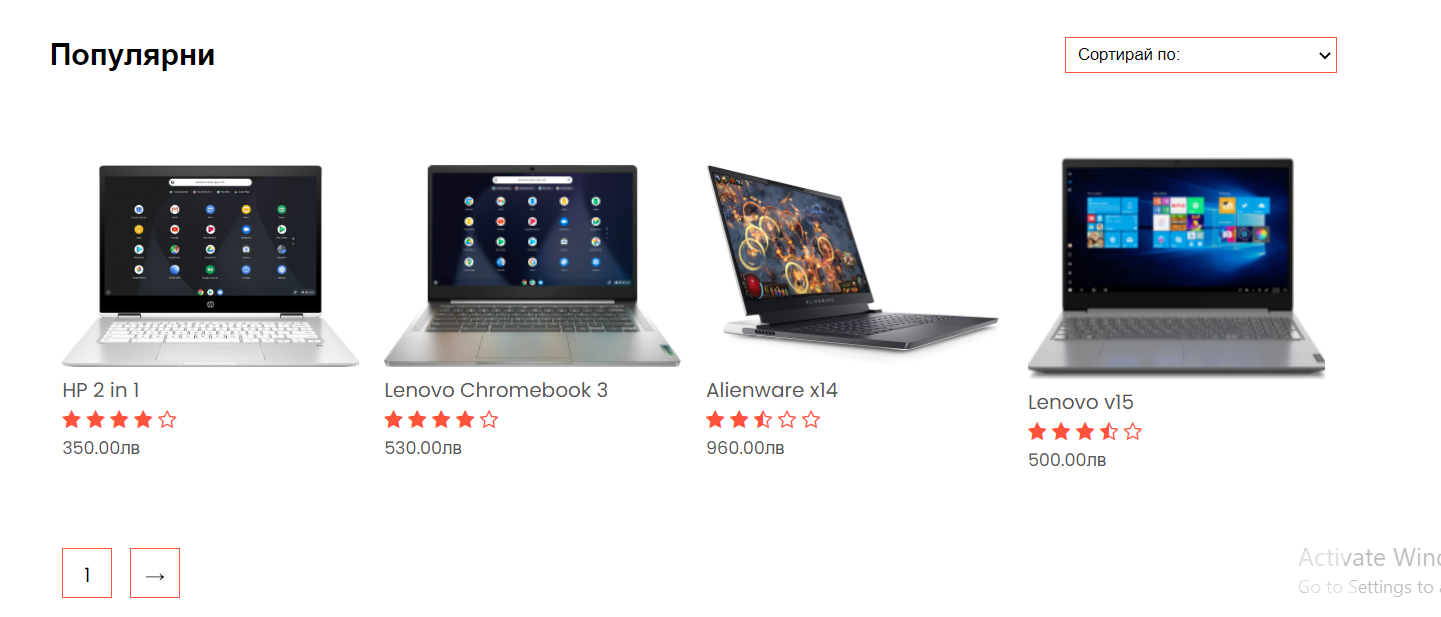 Популярни
Сортирай по:
ALIENWARE
HP 2 in 1
350.00лв
Lenovo Chromebook 3
530.00лв
Alienware x14
960.00лв
Lenovo v15
500.00лв
1 →
Activate Wind
Go to Settings to a